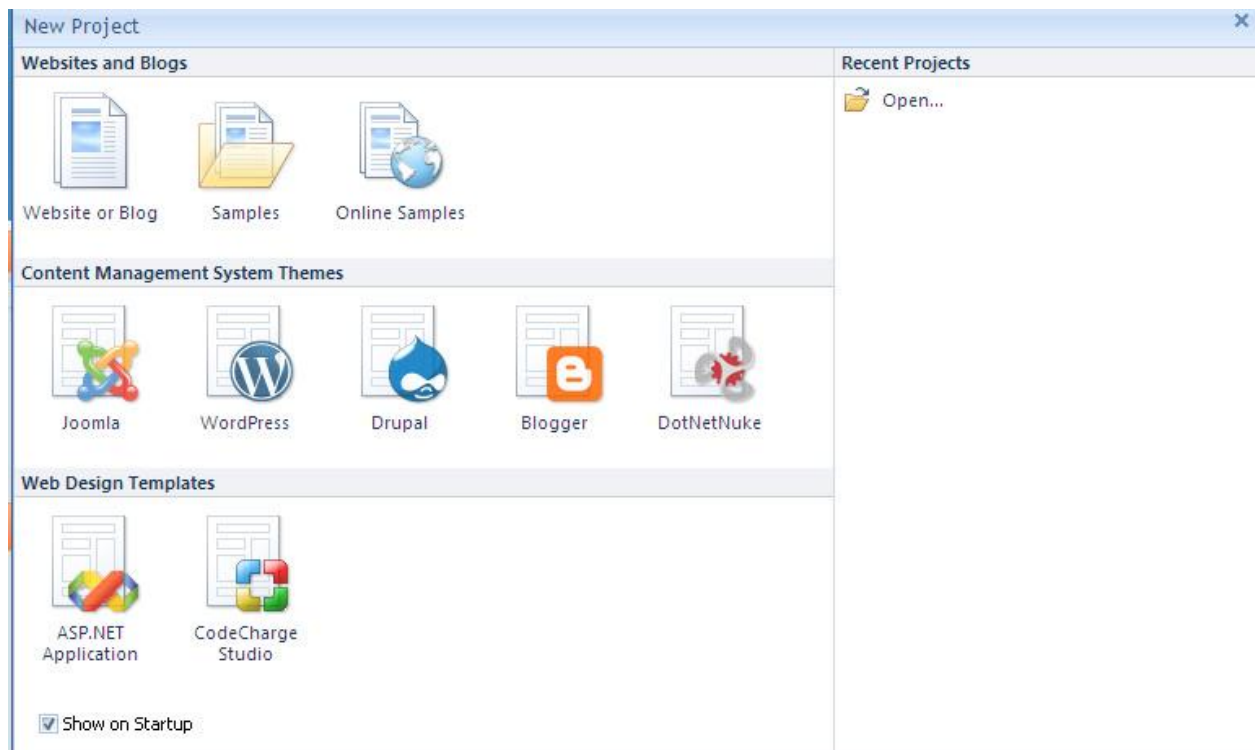 New Project
Websites and Blogs
Website or Blog
Samples
Online Samples
Content Management System Themes
Joomla
WordPress
Drupal
Blogger
DotNetNuke
Web Design Templates
ASP.NET
Application
CodeCharge
Studio
Show on Startup
Recent Projects
Open...